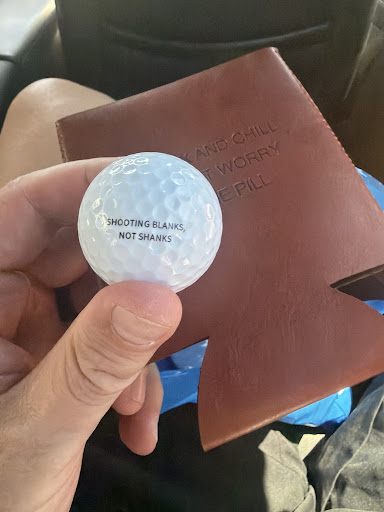 SHOOTING BLANKS,
NOT SHANKS
AND CHILL
WORRY
PILL